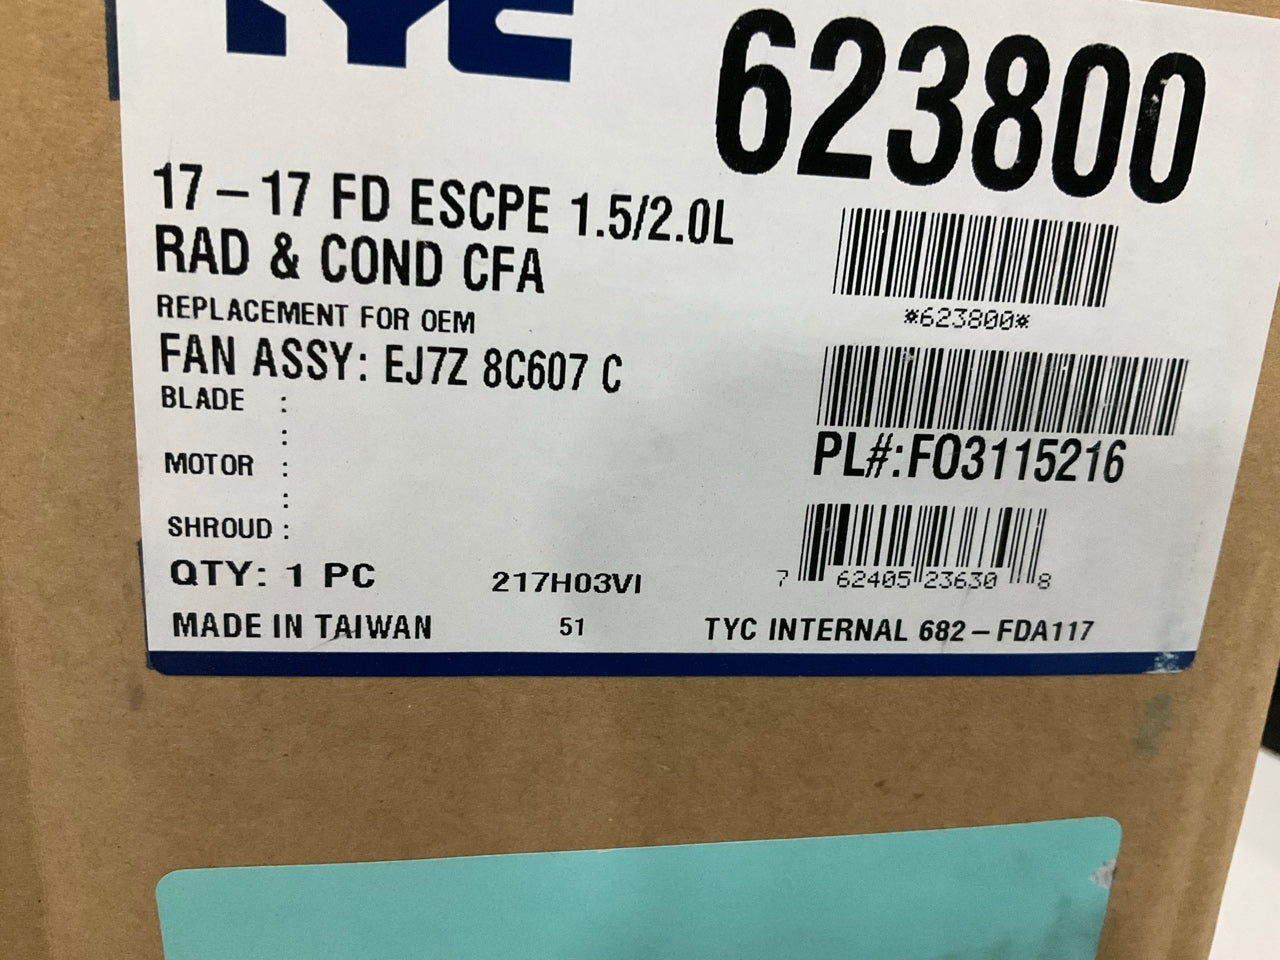 TYC
623800
17 – 17 FD ESCPE 1.5/2.0L
RAD & COND CFA
REPLACEMENT FOR OEM
FAN ASSY: EJ7Z 8C607 C
BLADE :
:
MOTOR :
:
SHROUD :
QTY: 1 PC
217H03VI
MADE IN TAIWAN
51
*623800*
PL#:FO3115216
7 62405 23630 8
TYC INTERNAL 682 – FDA117